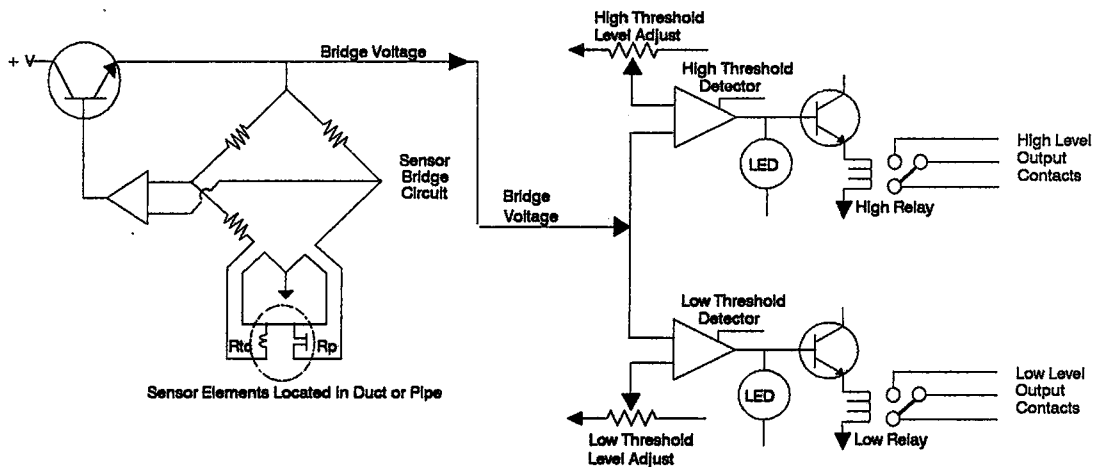 + V
Bridge Voltage
High Threshold
Level Adjust
High Threshold
Detector
LED
High Level
Output
Contacts
High Relay
Sensor
Bridge
Circuit
Bridge
Voltage
Rtc
Rp
Sensor Elements Located in Duct or Pipe
Low Threshold
Detector
LED
Low Level
Output
Contacts
Low Relay
Low Threshold
Level Adjust